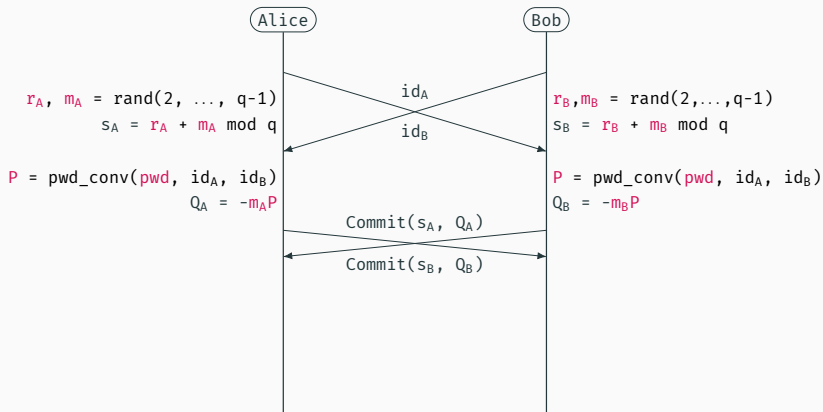 Alice
Bob
id_A
r_A, m_A = rand(2, ..., q-1)
r_B,m_B = rand(2,...,q-1)
s_A = r_A + m_A mod q
s_B = r_B + m_B mod q
id_B
P = pwd_conv(pwd, id_A, id_B)
P = pwd_conv(pwd, id_A, id_B)
Q_A = -m_AP
Q_B = -m_BP
Commit(s_A, Q_A)
Commit(s_B, Q_B)